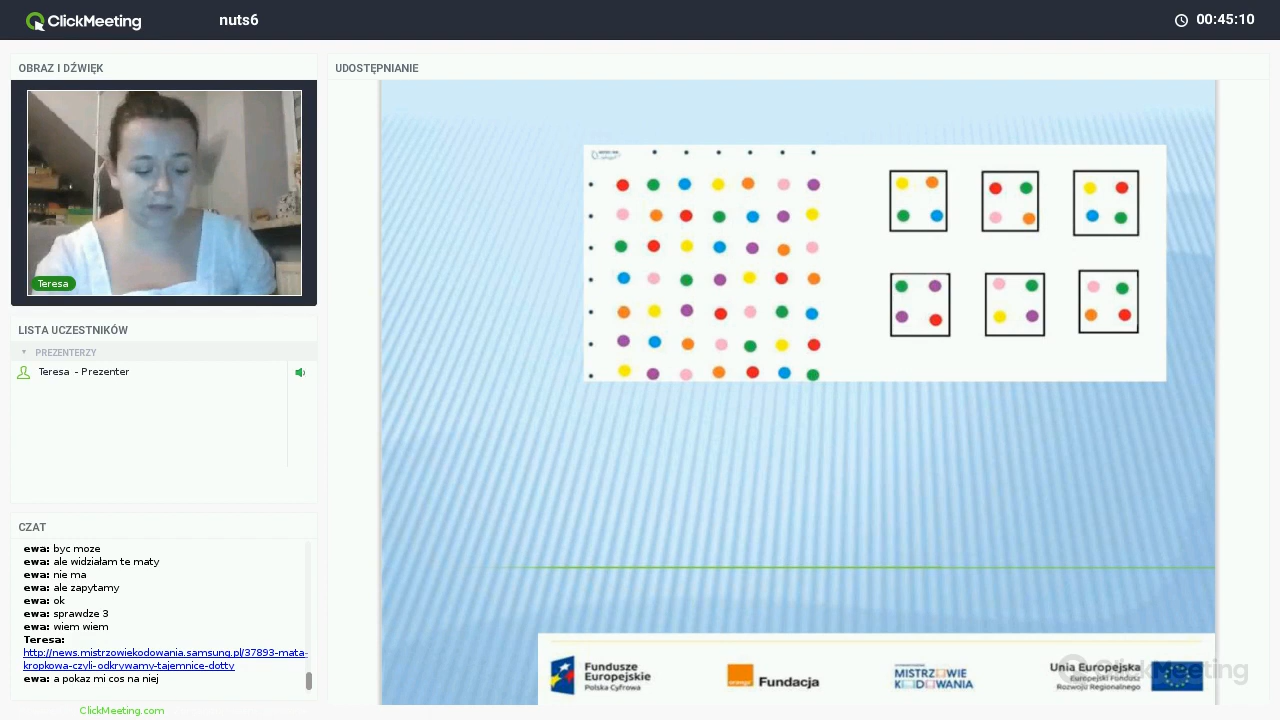 ClickMeeting
nuts6
00:45:10
OBRAZ I DŹWIĘK
UDOSTĘPNIANIE
Teresa
LISTA UCZESTNIKÓW
PREZENTERZY
Teresa - Prezenter
CZAT
ewa: byc moze
ewa: ale widziałam te maty
ewa: nie ma
ewa: ale zapytamy
ewa: ok
ewa: sprawdze 3
ewa: wiem wiem
Teresa:
http://news.mistrzowiekodowania.samsung.pl/37893-mata-
kropkowa-czyli-odkrywamy-tajemnice-dotty
ewa: a pokaz mi cos na niej
ClickMeeting.com
Fundusze
Europejskie
Polska Cyfrowa
orange
Fundacja
MISTRZOWIE
KODOWANIA
Unia Europejska
Europejski Fundusz
Rozwoju Regionalnego
ClickMeeting